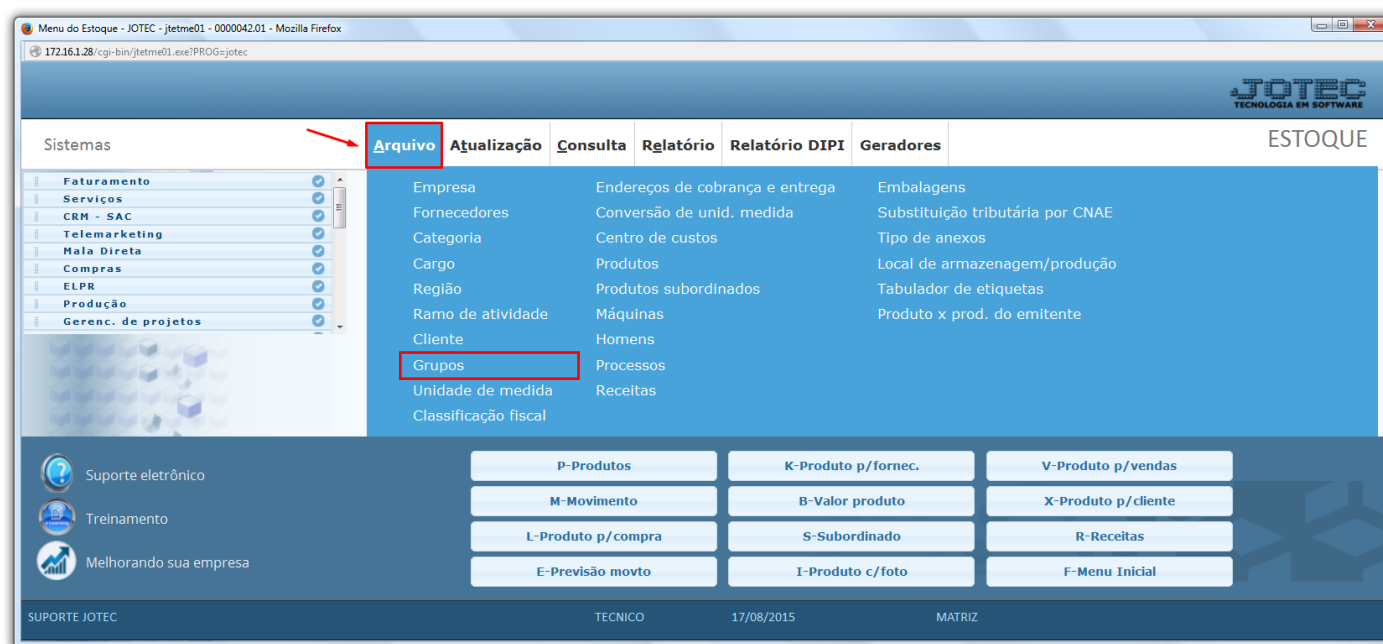 Menu do Estoque - JOTEC - jtetme01 - 0000042.01 - Mozilla Firefox
172.16.1.28/cgi-bin/jtetme01.exe?PROG=jotec
JOTEC
TECNOLOGIA EM SOFTWARE
Sistemas
Arquivo Atualização Consulta Relatório Relatório DIPI Geradores
ESTOQUE
Faturamento
Serviços
CRM - SAC
Telemarketing
Mala Direta
Compras
ELPR
Produção
Gerenc. de projetos
Empresa
Fornecedores
Categoria
Cargo
Região
Ramo de atividade
Cliente
Grupos
Unidade de medida
Classificação fiscal
Endereços de cobrança e entrega
Conversão de unid. medida
Centro de custos
Produtos
Produtos subordinados
Máquinas
Homens
Processos
Receitas
Embalagens
Substituição tributária por CNAE
Tipo de anexos
Local de armazenagem/produção
Tabulador de etiquetas
Produto x prod. do emitente
Suporte eletrônico
Treinamento
Melhorando sua empresa
P-Produtos K-Produto p/fornec. V-Produto p/vendas
M-Movimento B-Valor produto X-Produto p/cliente
L-Produto p/compra S-Subordinado R-Receitas
E-Previsão movto I-Produto c/foto F-Menu Inicial
SUPORTE JOTEC TECNICO 17/08/2015 MATRIZ